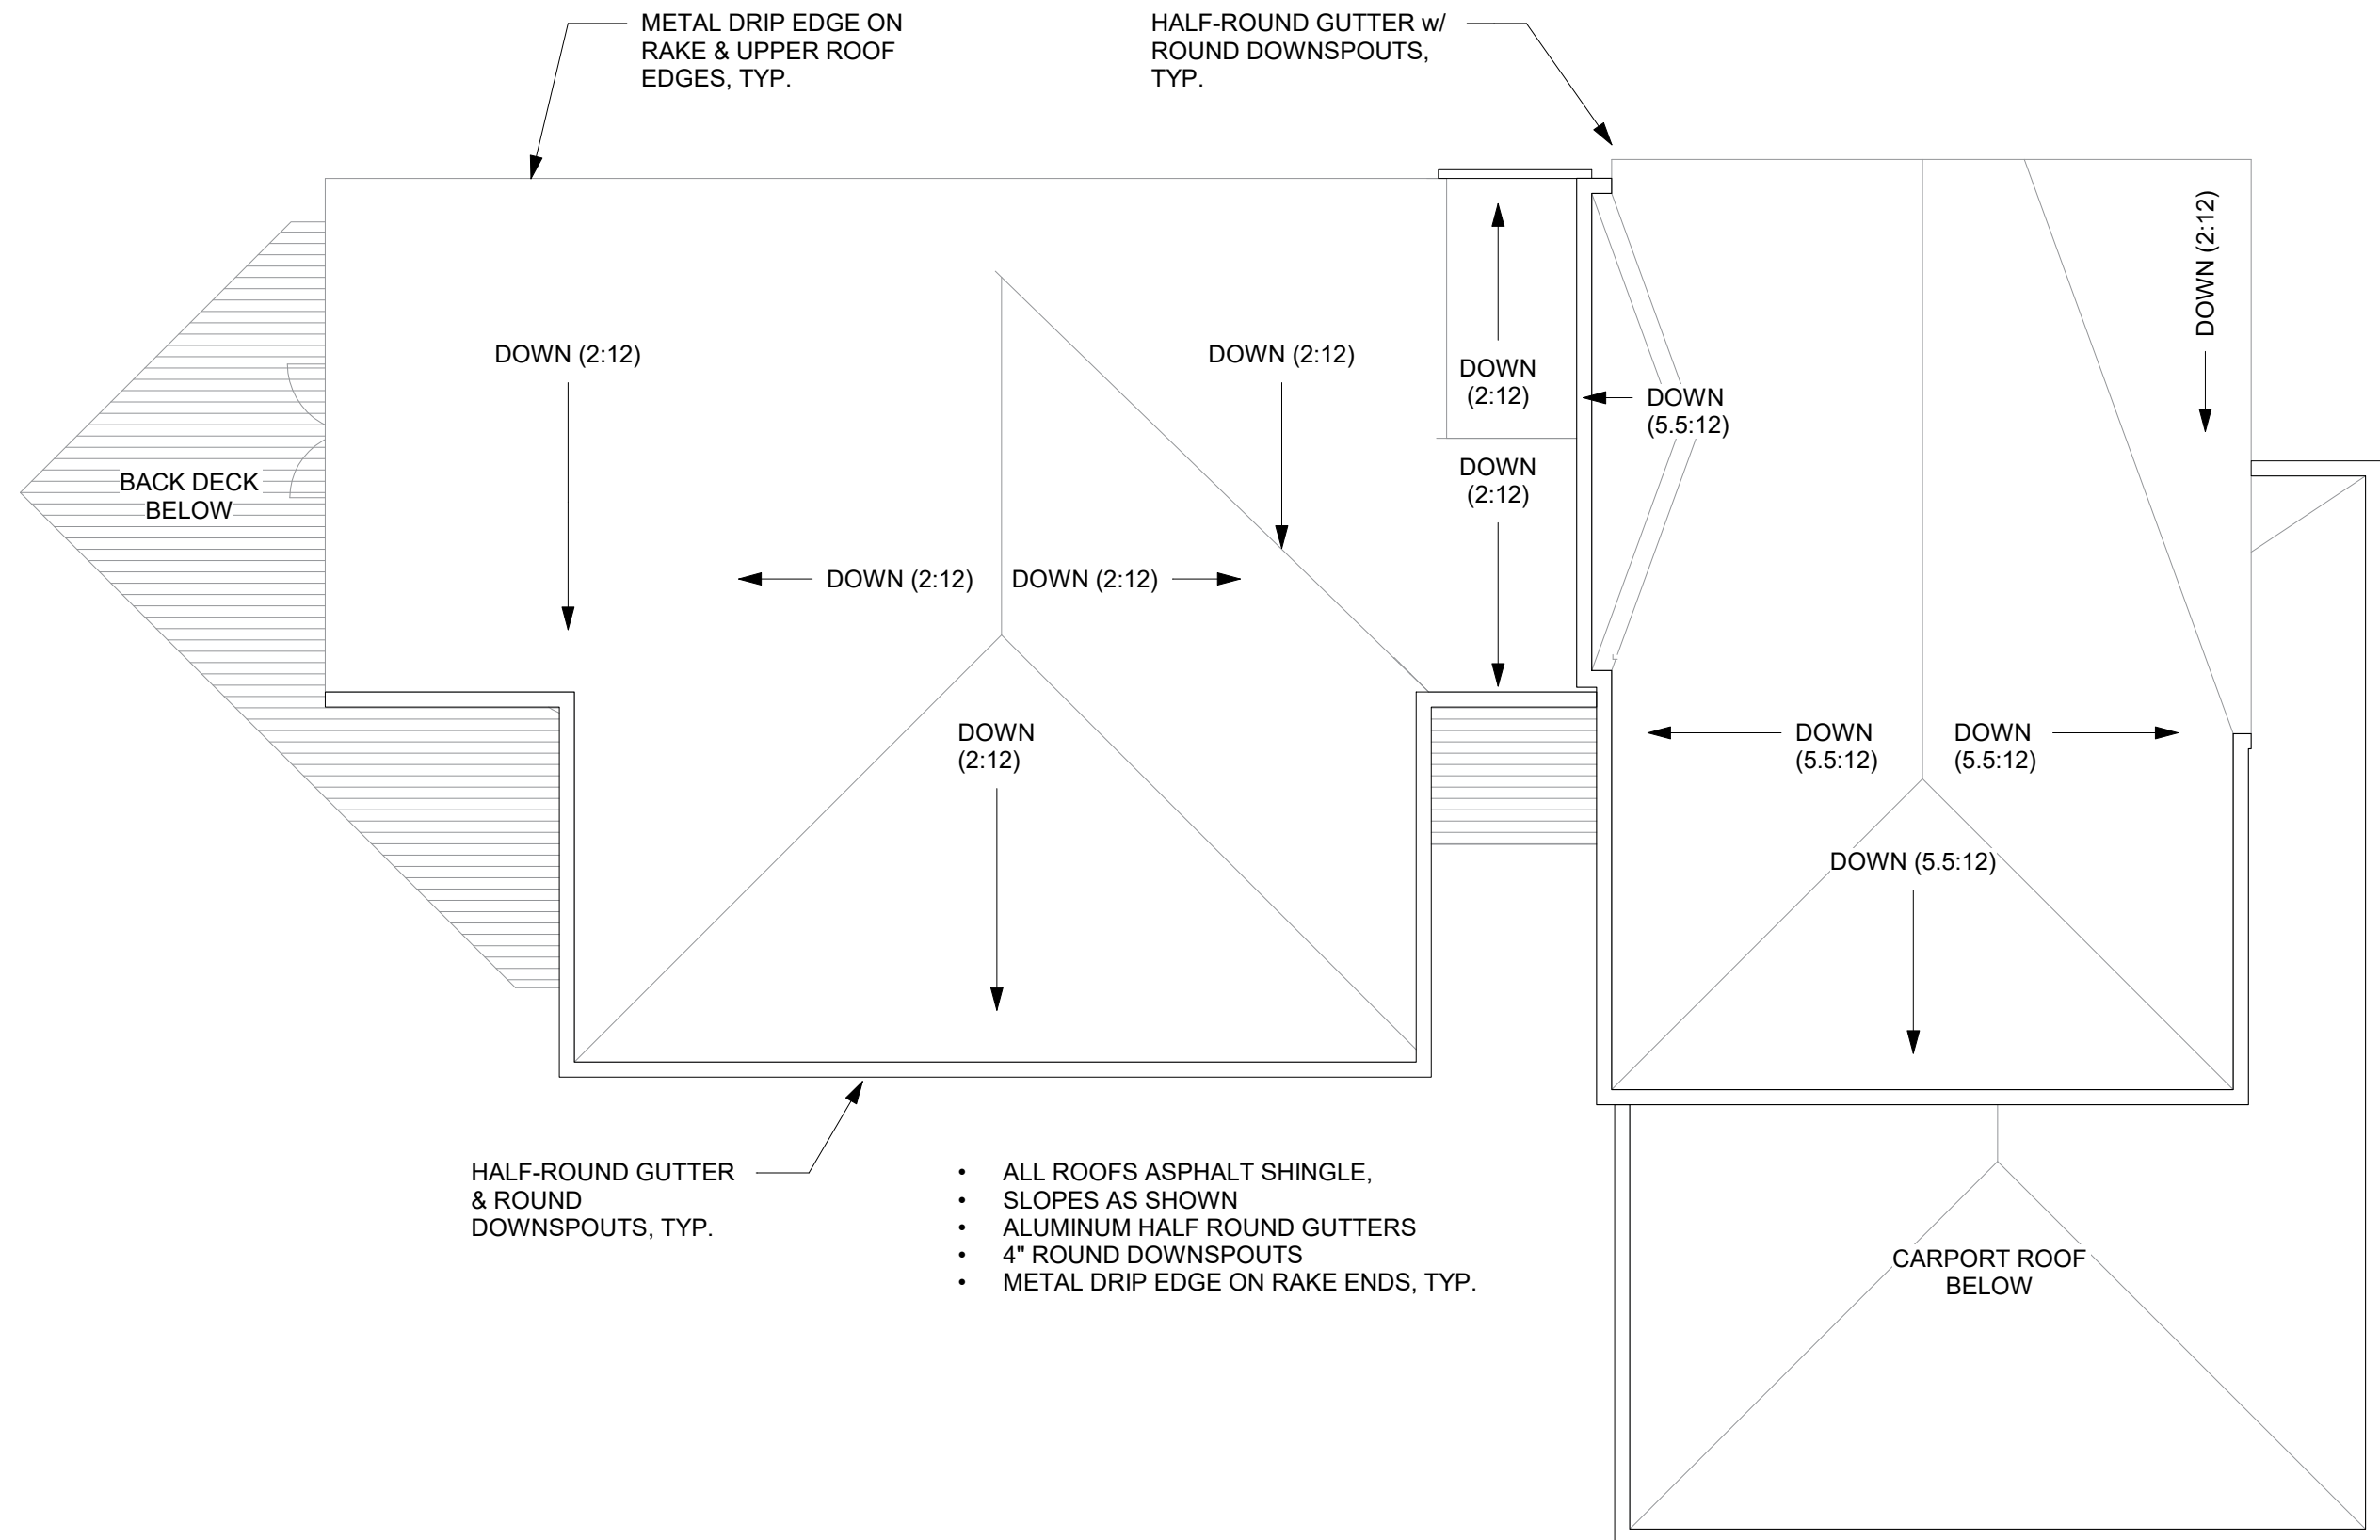 METAL DRIP EDGE ON
RAKE & UPPER ROOF
EDGES, TYP.
HALF-ROUND GUTTER w/
ROUND DOWNSPOUTS,
TYP.
DOWN (2:12)
DOWN (2:12)
DOWN (2:12)
DOWN
(2:12)
DOWN
(5.5:12)
DOWN
(2:12)
BACK DECK
BELOW
DOWN (2:12)
DOWN (2:12)
DOWN
(2:12)
DOWN
(5.5:12)
DOWN
(5.5:12)
DOWN (5.5:12)
HALF-ROUND GUTTER
& ROUND
DOWNSPOUTS, TYP.
• ALL ROOFS ASPHALT SHINGLE,
• SLOPES AS SHOWN
• ALUMINUM HALF ROUND GUTTERS
• 4" ROUND DOWNSPOUTS
• METAL DRIP EDGE ON RAKE ENDS, TYP.
CARPORT ROOF
BELOW